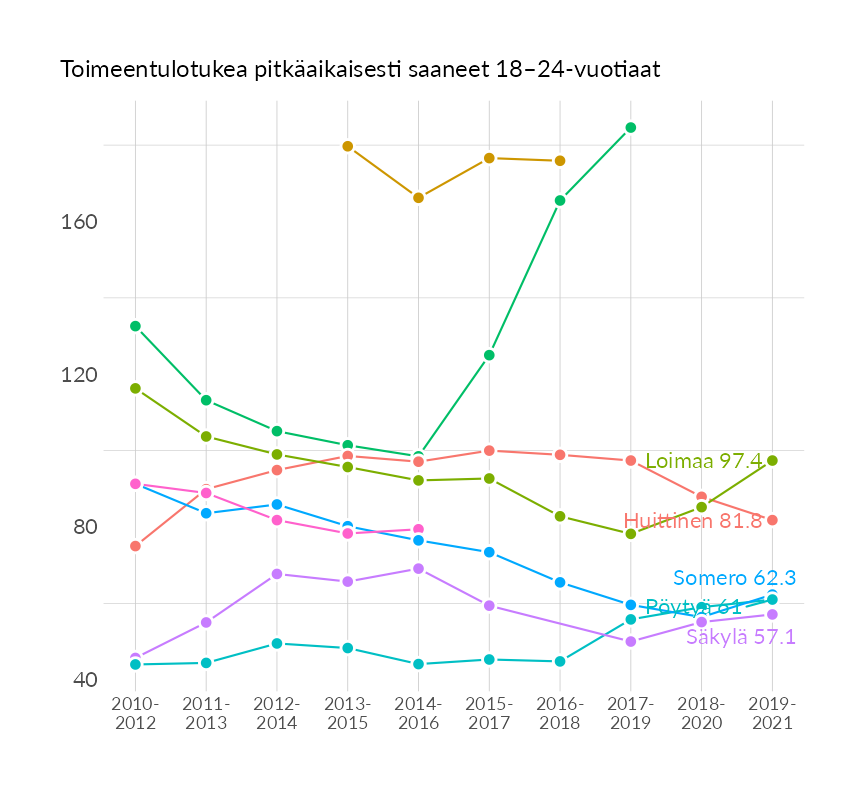 Toimeentulotukea pitkäaikaisesti saaneet 18–24-vuotiaat
160
120
80
40
Loimaa 97.4
Huittinen 81.8
Somero 62.3
Pöytyä 61
Säkylä 57.1
2010- 2011- 2012- 2013- 2014- 2015- 2016- 2017- 2018- 2019-
2012 2013 2014 2015 2016 2017 2018 2019 2020 2021